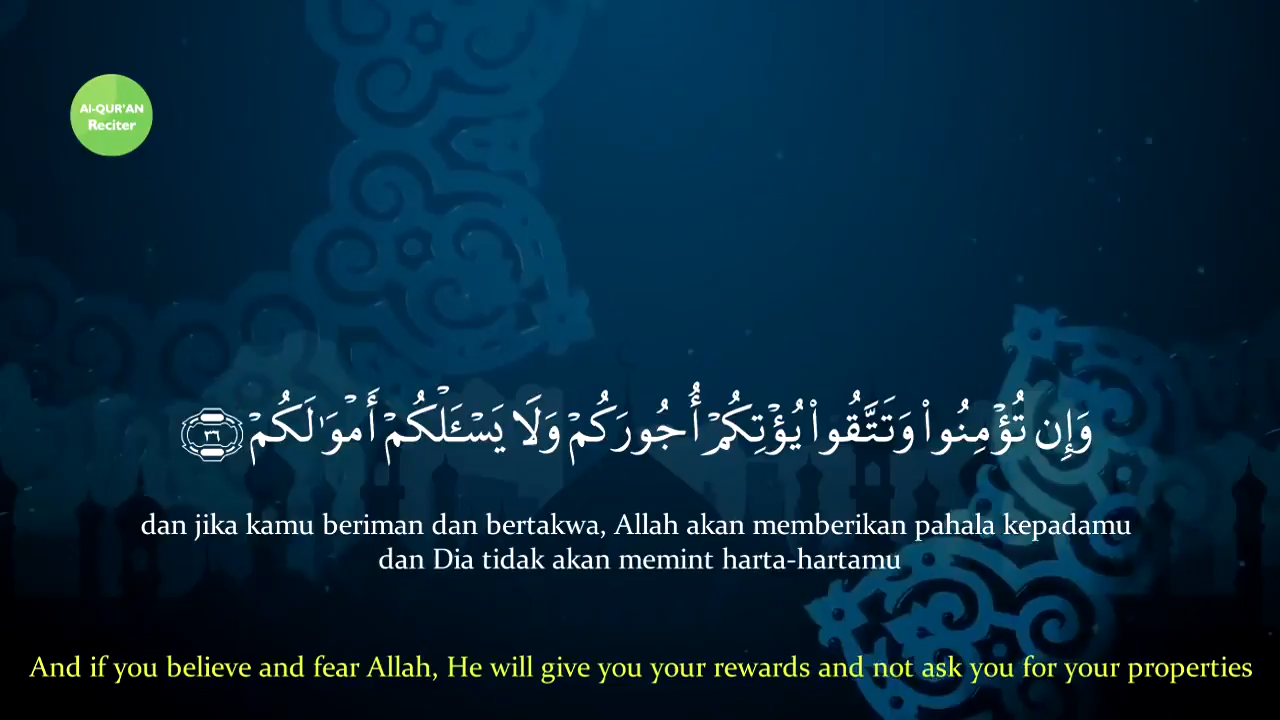 Al-QUR'AN
Reciter
وَإِن تُؤْمِنُوا۟ وَتَتَّقُوا۟ يُؤْتِكُمْ أُجُورَكُمْ وَلَا يَسْـَٔلْكُمْ أَمْوَٰلَكُمْ ٣٦
dan jika kamu beriman dan bertakwa, Allah akan memberikan pahala kepadamu
dan Dia tidak akan memint harta-hartamu
And if you believe and fear Allah, He will give you your rewards and not ask you for your properties